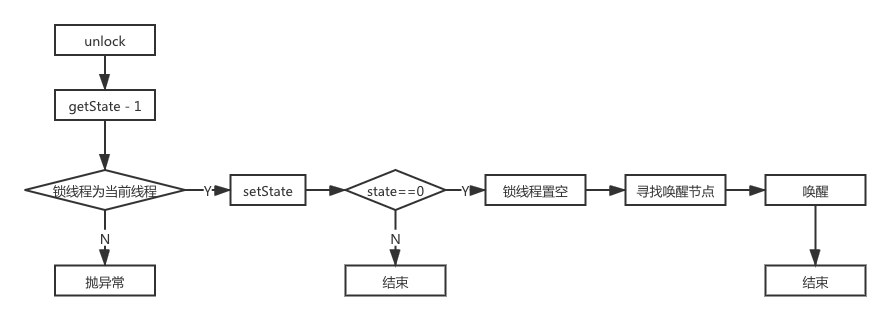 unlock
getState - 1
锁线程为当前线程
Y
setState
state==0
Y
锁线程置空
寻找唤醒节点
唤醒
N
N
抛异常
结束
结束